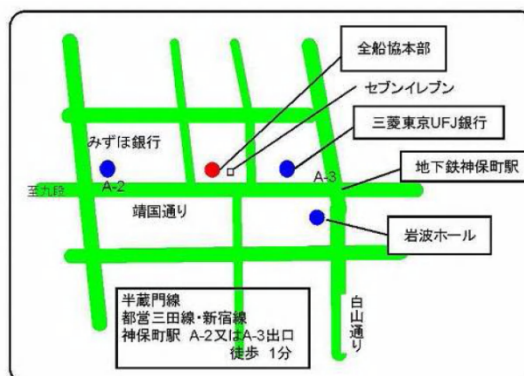 全船協本部
セブンイレブン
三菱東京UFJ銀行
みずほ銀行
地下鉄神保町駅
A-2
A-3
至九段
靖国通り
岩波ホール
白山通り
半蔵門線
都営三田線・新宿線
神保町駅 A-2又はA-3出口
徒歩 1分